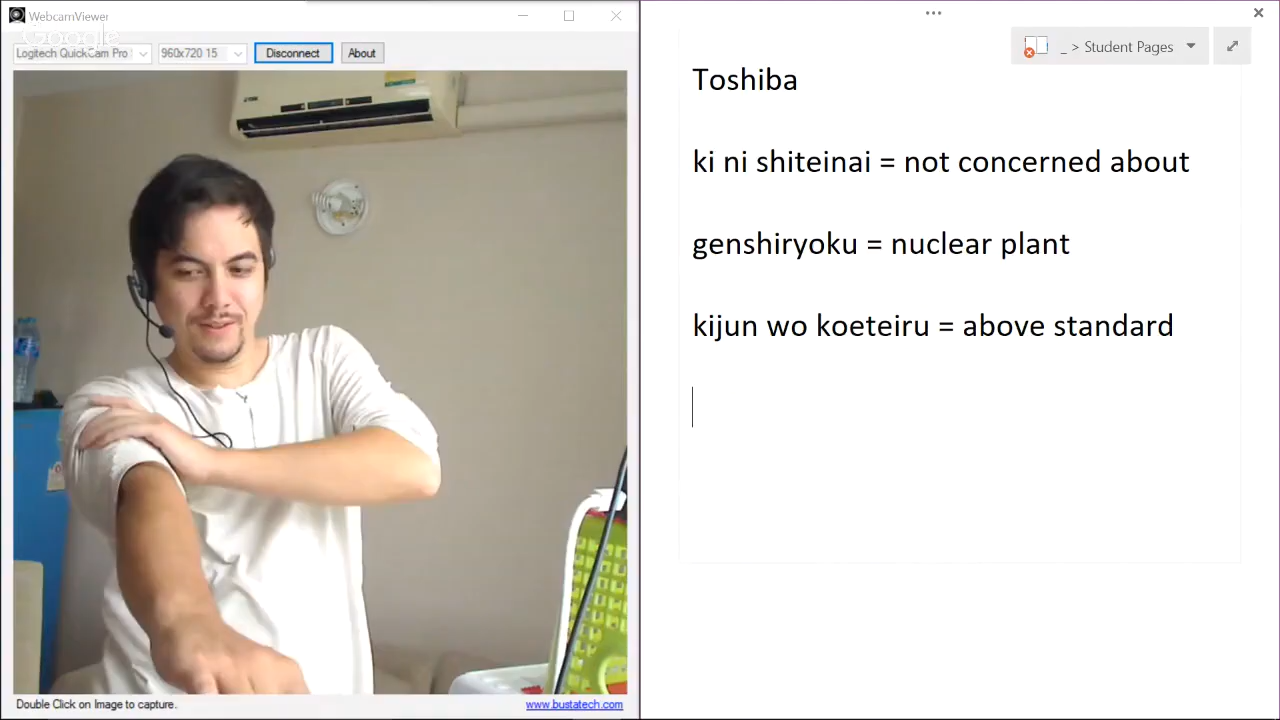 WebcamViewer
Google
Logitech QuickCam Pro
960x720 15
Disconnect
About
Double Click on Image to capture.
www.bustatech.com
_ > Student Pages
Toshiba
ki ni shiteinai = not concerned about
genshiryoku = nuclear plant
kijun wo koeteiru = above standard